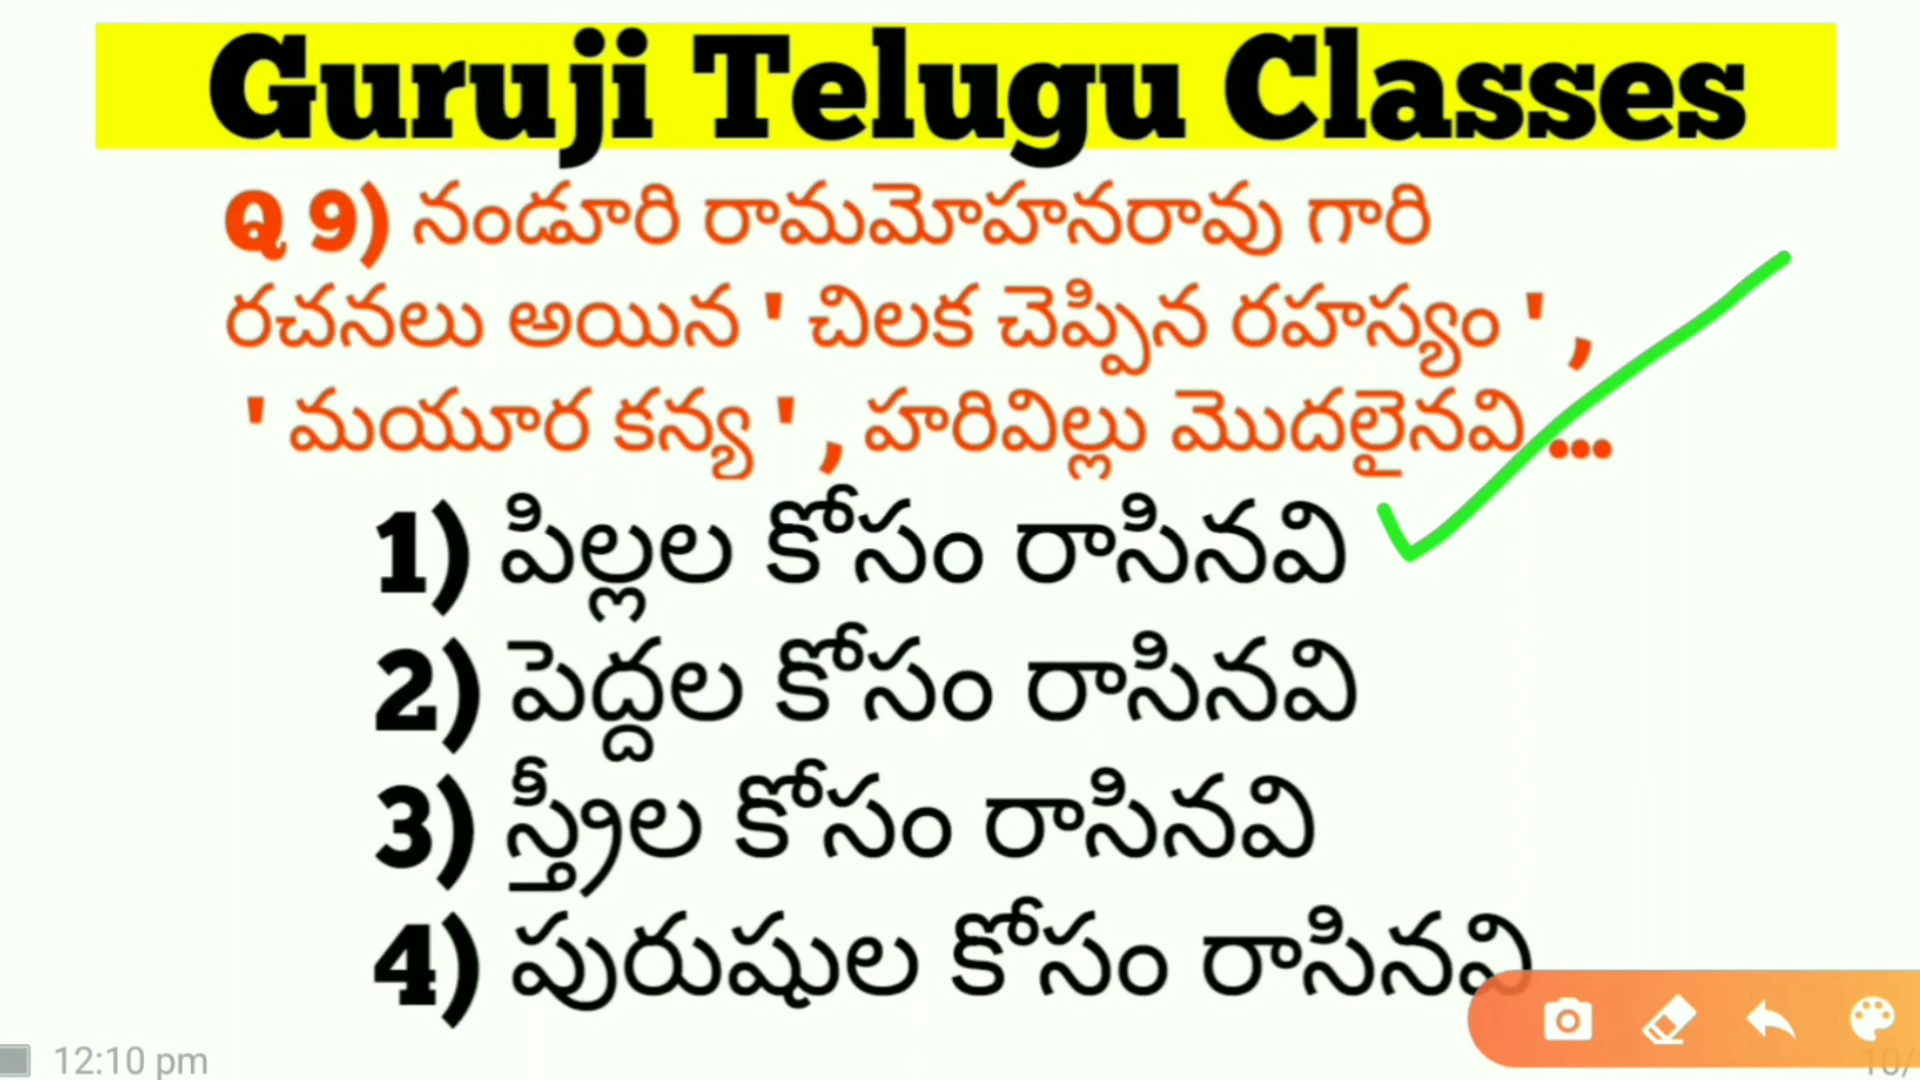 Guruji Telugu Classes
Q 9) నండూరి రామమోహనరావు గారి
రచనలు అయిన ' చిలక చెప్పిన రహస్యం ' ,
' మయూర కన్య ' , హరివిల్లు మొదలైనవి ...
1) పిల్లల కోసం రాసినవి
2) పెద్దల కోసం రాసినవి
3) స్త్రీల కోసం రాసినవి
4) పురుషుల కోసం రాసినవి
12:10 pm
10/